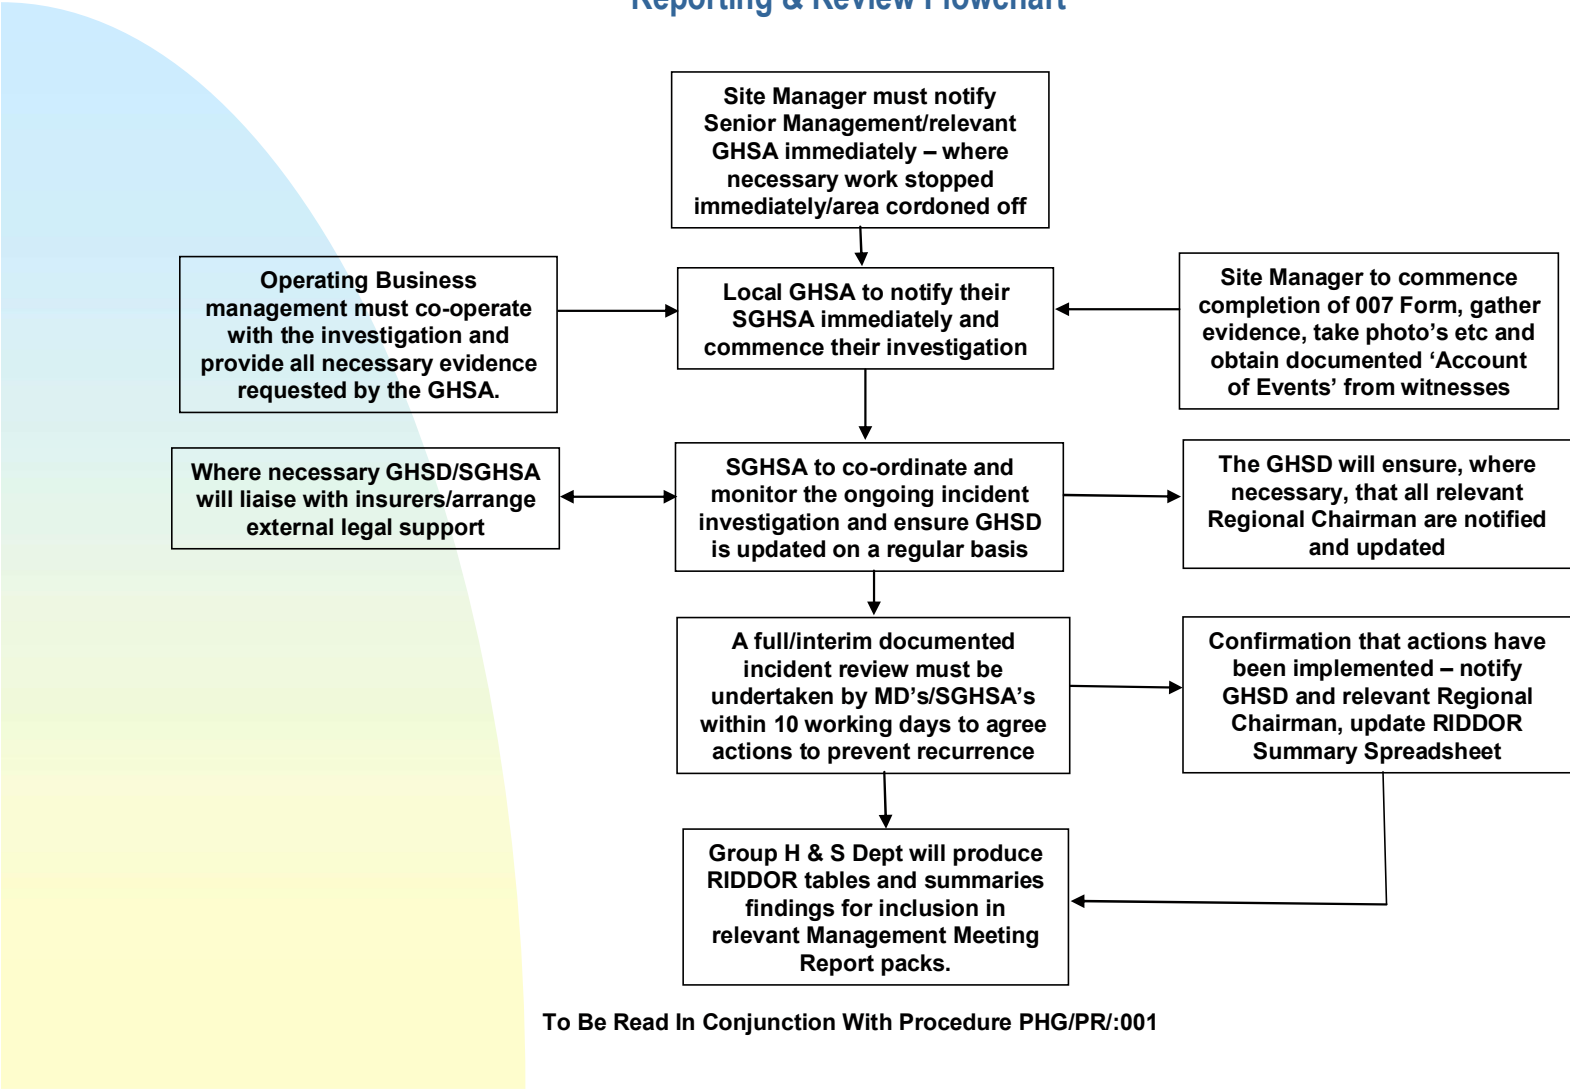 Reporting & Review Flowchart
Site Manager must notify
Senior Management/relevant
GHSA immediately – where
necessary work stopped
immediately/area cordoned off
Operating Business
management must co-operate
with the investigation and
provide all necessary evidence
requested by the GHSA.
Local GHSA to notify their
SGHSA immediately and
commence their investigation
Site Manager to commence
completion of 007 Form, gather
evidence, take photo’s etc and
obtain documented ‘Account
of Events’ from witnesses
Where necessary GHSD/SGHSA
will liaise with insurers/arrange
external legal support
SGHSA to co-ordinate and
monitor the ongoing incident
investigation and ensure GHSD
is updated on a regular basis
The GHSD will ensure, where
necessary, that all relevant
Regional Chairman are notified
and updated
A full/interim documented
incident review must be
undertaken by MD’s/SGHSA’s
within 10 working days to agree
actions to prevent recurrence
Confirmation that actions have
been implemented – notify
GHSD and relevant Regional
Chairman, update RIDDOR
Summary Spreadsheet
Group H & S Dept will produce
RIDDOR tables and summaries
findings for inclusion in
relevant Management Meeting
Report packs.
To Be Read In Conjunction With Procedure PHG/PR/:001